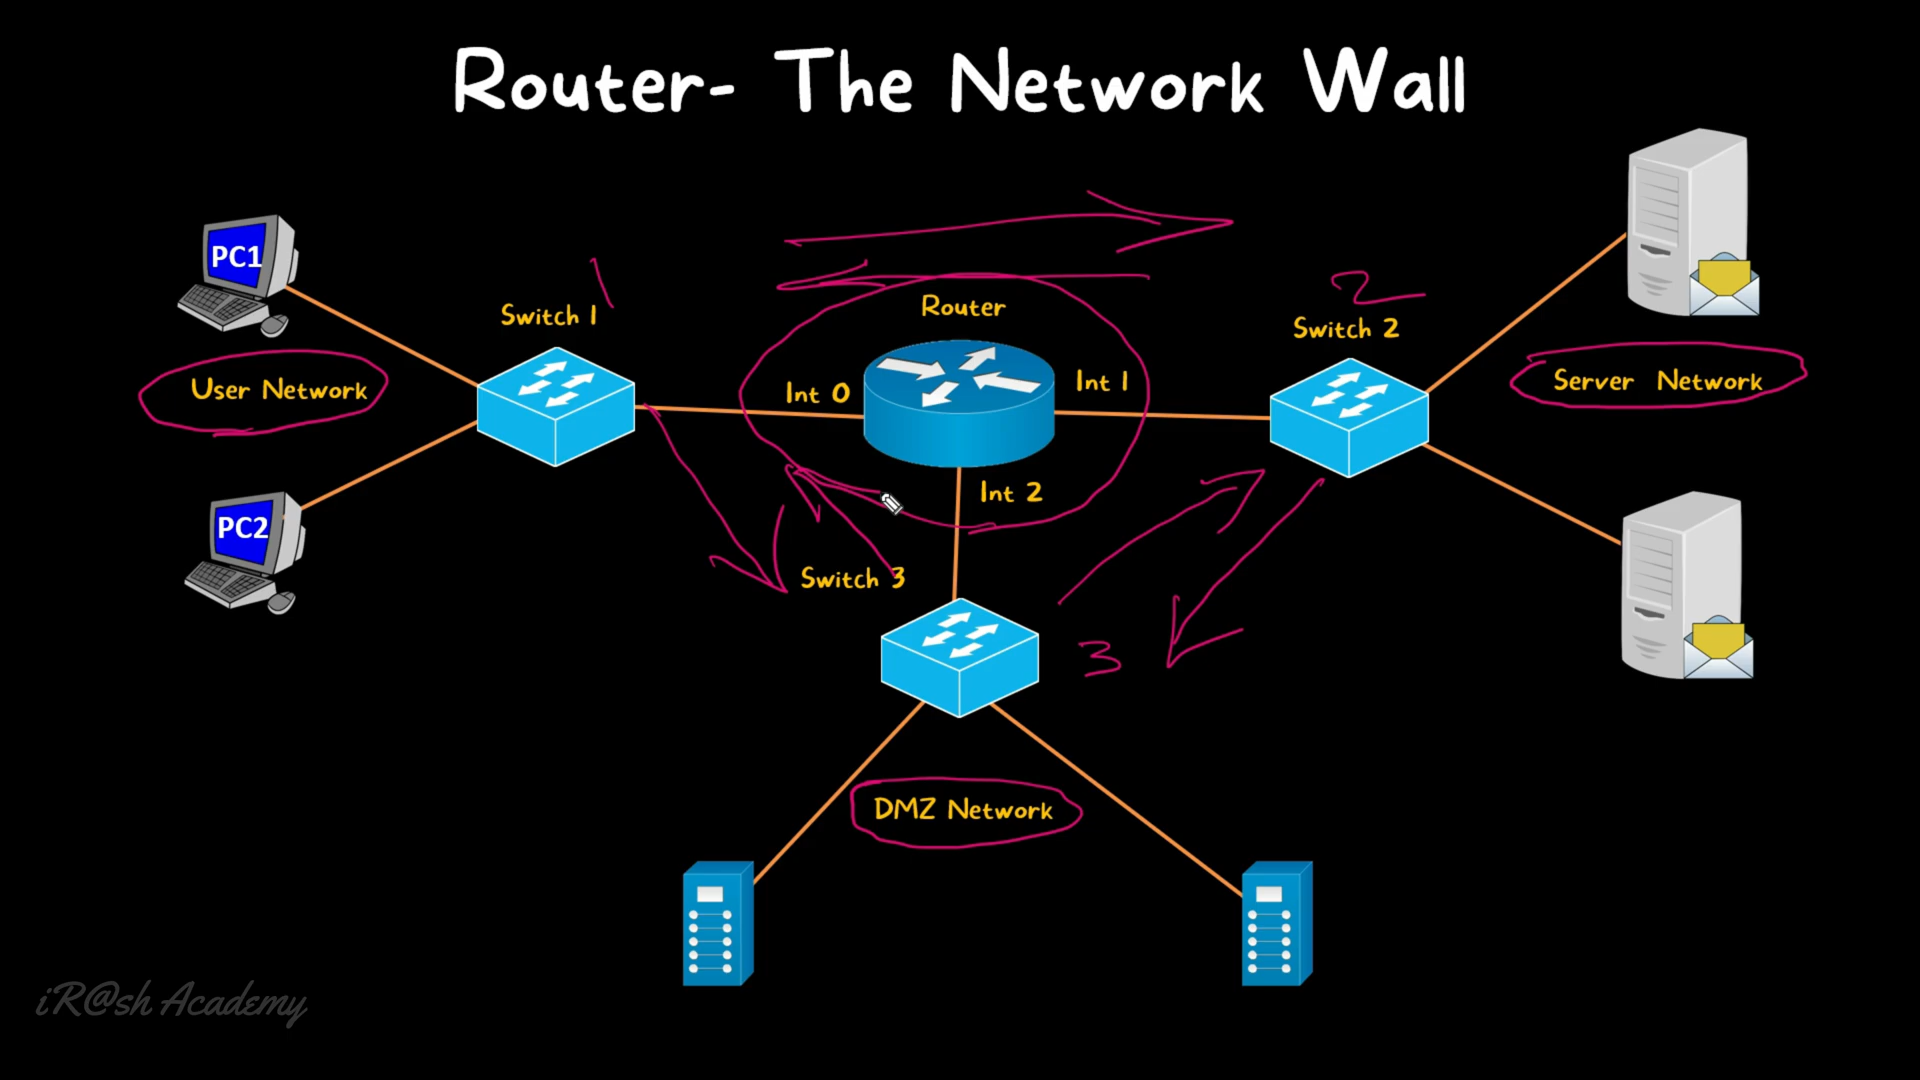 Router- The Network Wall
PC1
1
Switch 1
Router
2
Switch 2
User Network
Int 0
Int 1
Server Network
PC2
Int 2
Switch 3
3
DMZ Network
iR@sh Academy